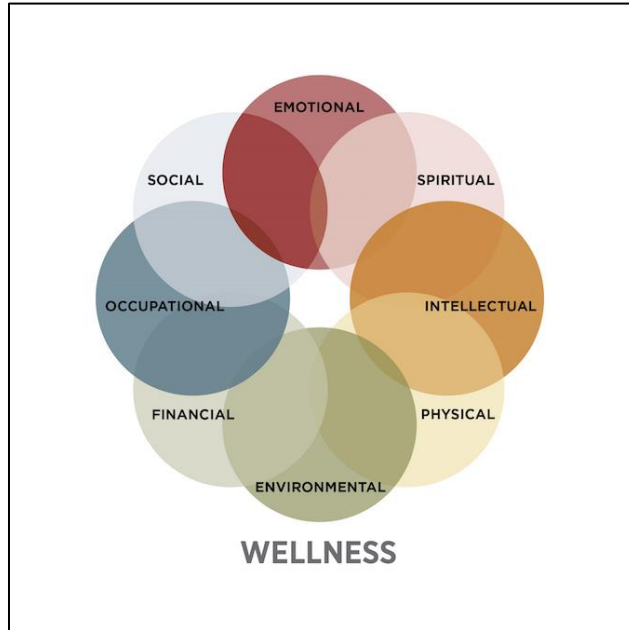 EMOTIONAL
SOCIAL
SPIRITUAL
OCCUPATIONAL
INTELLECTUAL
FINANCIAL
PHYSICAL
ENVIRONMENTAL
WELLNESS